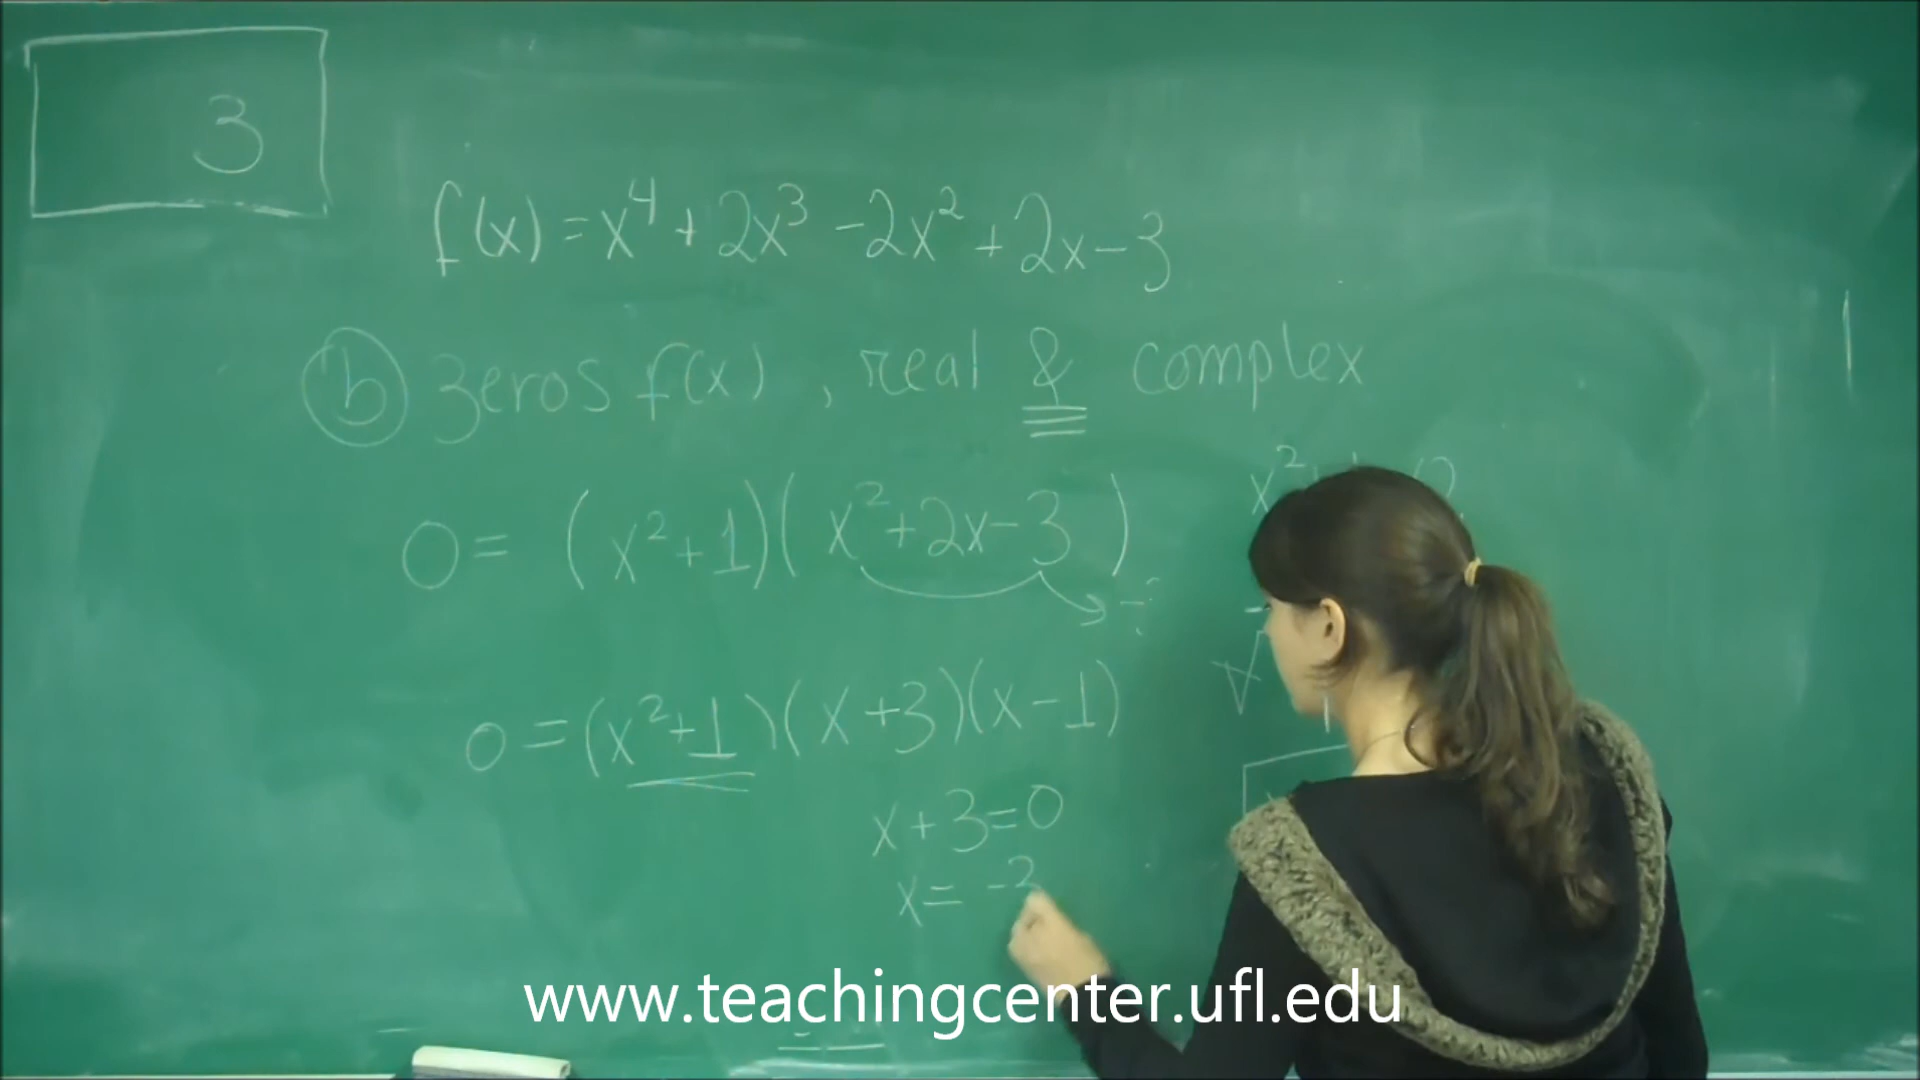 3
f(x) = x⁴ + 2x³ - 2x² + 2x - 3
b zeros f(x), real & complex
0 = (x²+1)(x²+2x-3)
0 = (x²+1)(x+3)(x-1)
x+3=0
x= -3
www.teachingcenter.ufl.edu